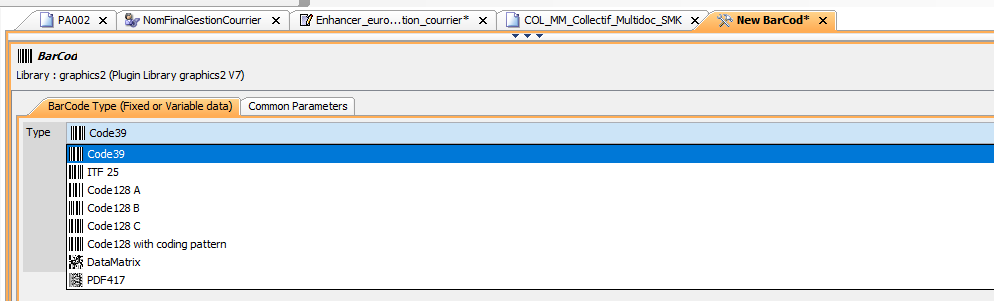 PA002 NomFinalGestionCourrier Enhancer_euro...tion_courrier* COL_MM_Collectif_Multidoc_SMK New BarCod*
BarCod
Library : graphics2 (Plugin Library graphics2 V7)
BarCode Type (Fixed or Variable data) Common Parameters
Type Code39
Code39
ITF 25
Code128 A
Code128 B
Code128 C
Code128 with coding pattern
DataMatrix
PDF417